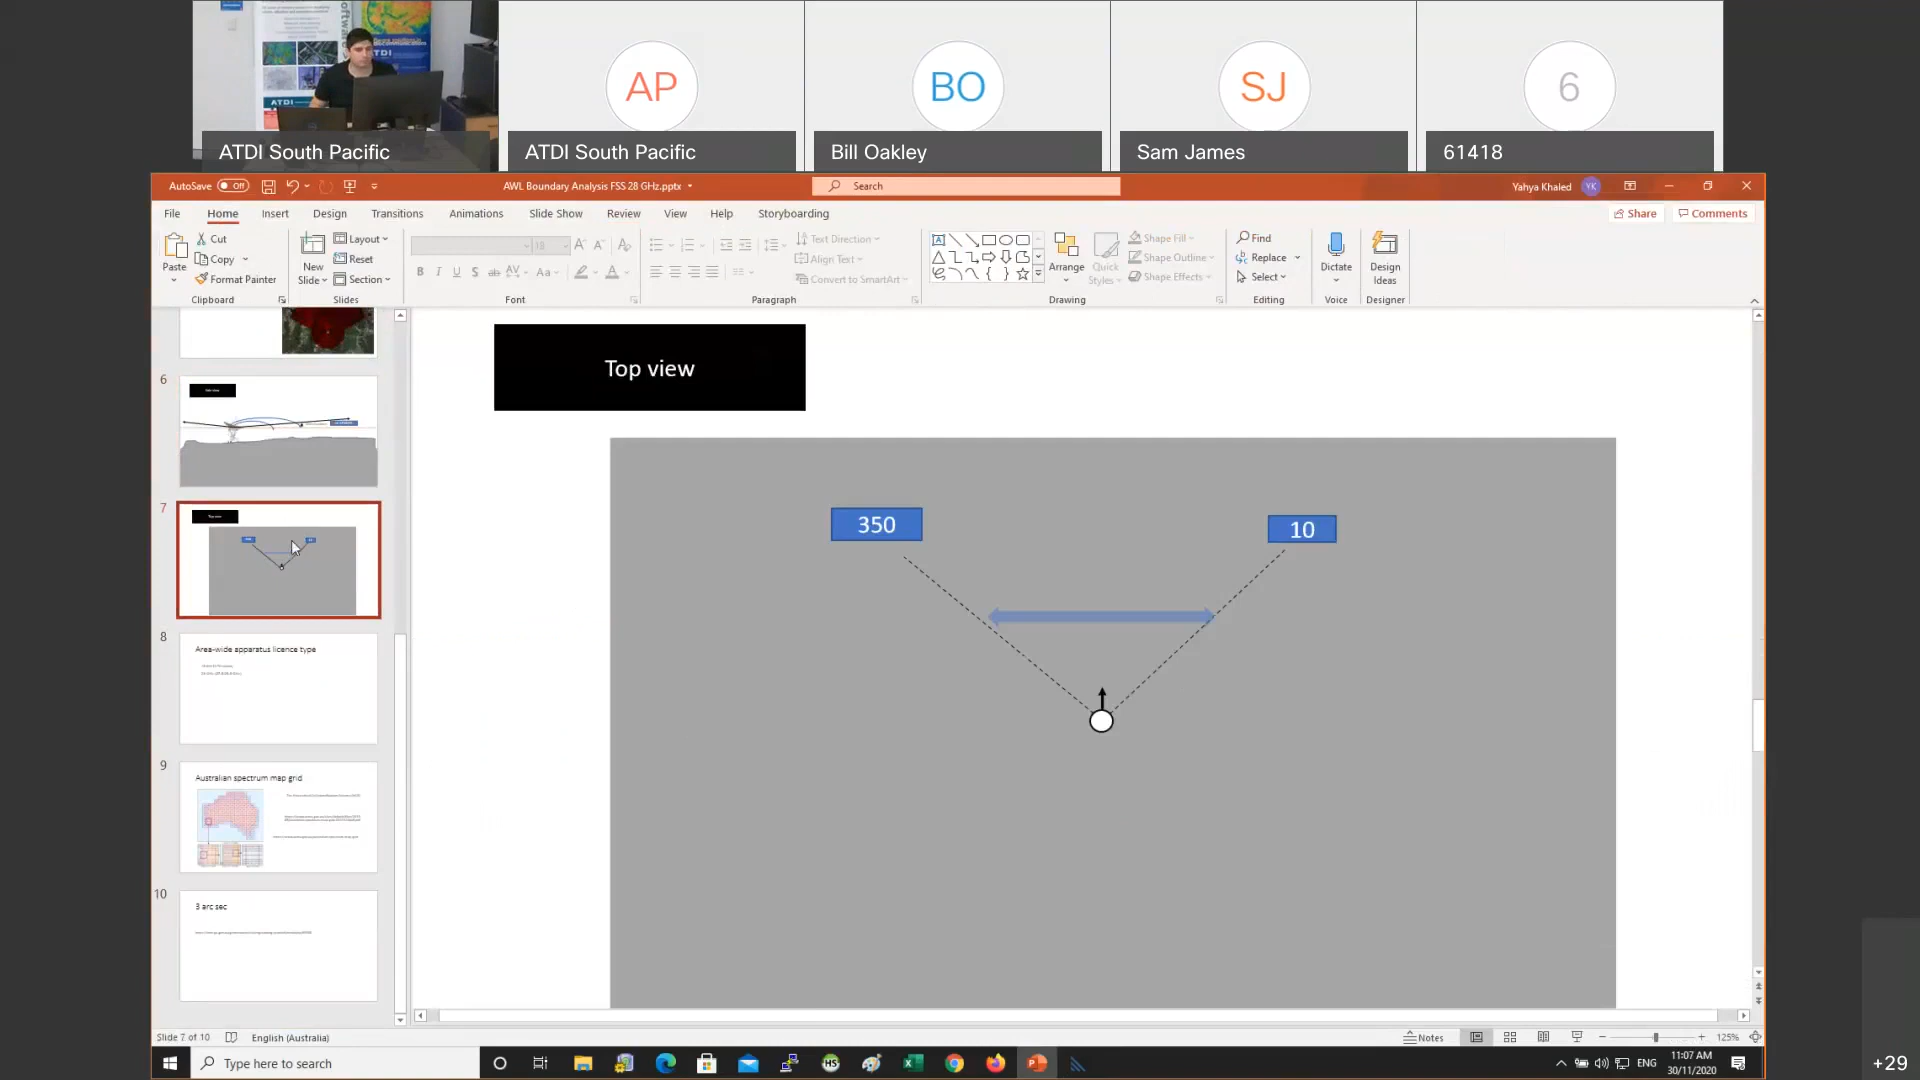 AP
BO
SJ
6
ATDI
ATDI
ATDI South Pacific
ATDI South Pacific
Bill Oakley
Sam James
61418
AutoSave Off
AWL Boundary Analysis FSS 28 GHz.pptx
Search
Yahya Khaled YK
File Home Insert Design Transitions Animations Slide Show Review View Help Storyboarding
Share Comments
Paste
Cut
Copy
Format Painter
Clipboard
New
Slide
Layout
Reset
Section
Slides
18
Font
Text Direction
Align Text
Convert to SmartArt
Paragraph
Arrange
Quick
Styles
Shape Fill
Shape Outline
Shape Effects
Drawing
Find
Replace
Select
Editing
Dictate
Voice
Design
Ideas
Designer
6
7
Top view
8
Area-wide apparatus licence type
9
Australian spectrum map grid
10
3 arc sec
Top view
350
10
Slide 7 of 10
English (Australia)
Notes
125%
Type here to search
ENG
11:07 AM
30/11/2020
+29